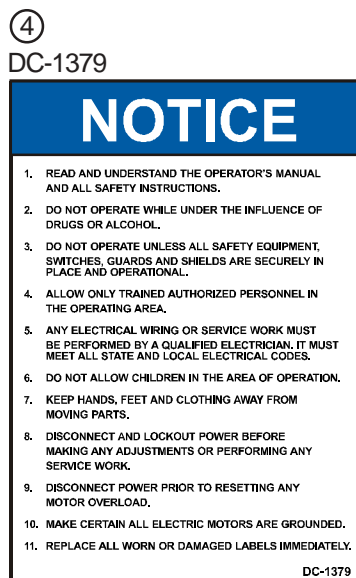 4
DC-1379
NOTICE
1. READ AND UNDERSTAND THE OPERATOR'S MANUAL
AND ALL SAFETY INSTRUCTIONS.
2. DO NOT OPERATE WHILE UNDER THE INFLUENCE OF
DRUGS OR ALCOHOL.
3. DO NOT OPERATE UNLESS ALL SAFETY EQUIPMENT,
SWITCHES, GUARDS AND SHIELDS ARE SECURELY IN
PLACE AND OPERATIONAL.
4. ALLOW ONLY TRAINED AUTHORIZED PERSONNEL IN
THE OPERATING AREA.
5. ANY ELECTRICAL WIRING OR SERVICE WORK MUST
BE PERFORMED BY A QUALIFIED ELECTRICIAN. IT MUST
MEET ALL STATE AND LOCAL ELECTRICAL CODES.
6. DO NOT ALLOW CHILDREN IN THE AREA OF OPERATION.
7. KEEP HANDS, FEET AND CLOTHING AWAY FROM
MOVING PARTS.
8. DISCONNECT AND LOCKOUT POWER BEFORE
MAKING ANY ADJUSTMENTS OR PERFORMING ANY
SERVICE WORK.
9. DISCONNECT POWER PRIOR TO RESETTING ANY
MOTOR OVERLOAD.
10. MAKE CERTAIN ALL ELECTRIC MOTORS ARE GROUNDED.
11. REPLACE ALL WORN OR DAMAGED LABELS IMMEDIATELY.
DC-1379